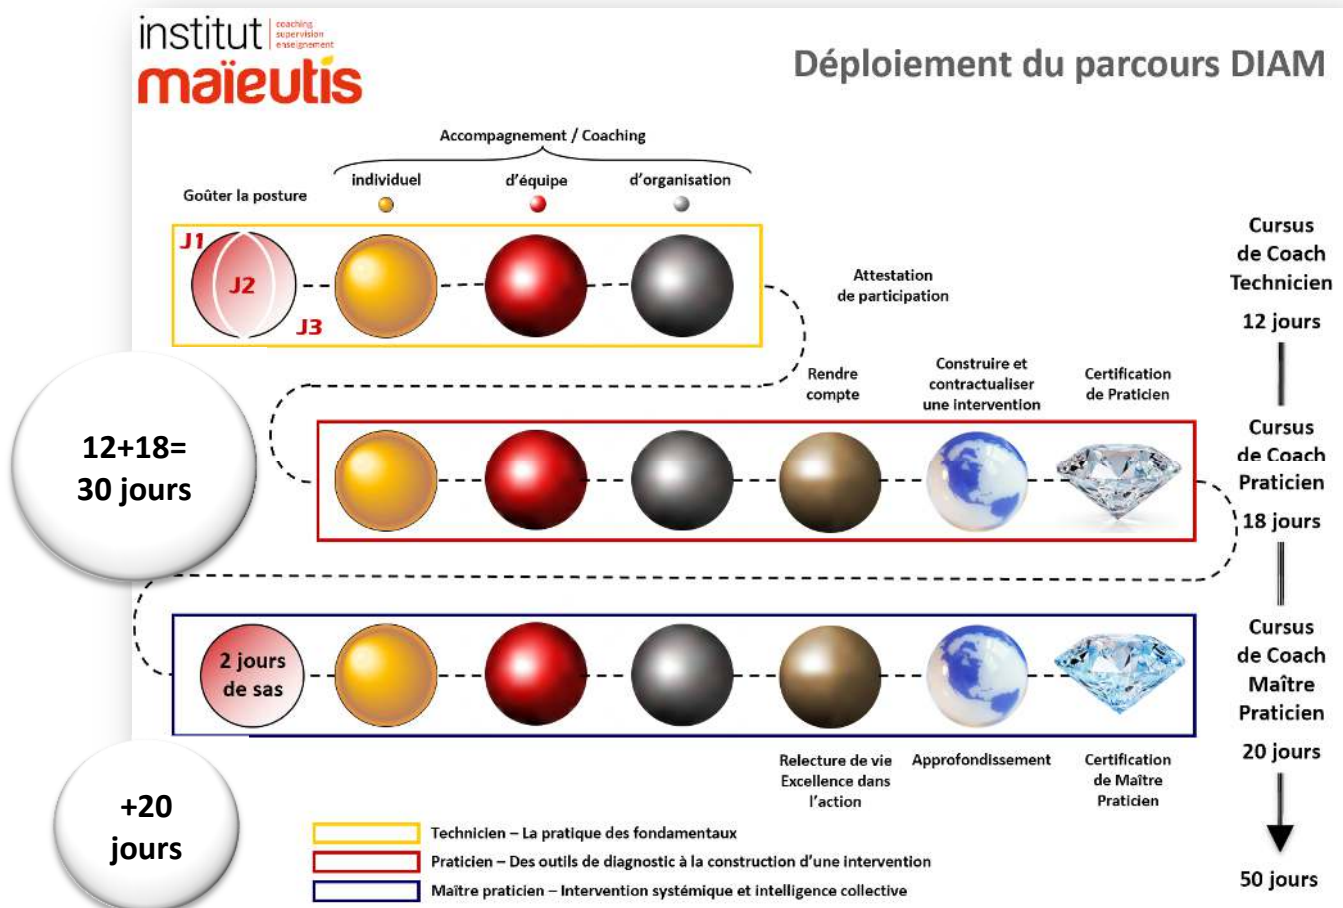 institut
coaching
supervision
enseignement
maïeutis
Déploiement du parcours DIAM
Accompagnement / Coaching
Goûter la posture
individuel
d'équipe
d'organisation
J1
J2
J3
Attestation
de participation
Cursus
de Coach
Technicien
12 jours
12+18=
30 jours
Rendre
compte
Construire et
contractualiser
une intervention
Certification
de Praticien
Cursus
de Coach
Praticien
18 jours
2 jours
de sas
Cursus
de Coach
Maître
Praticien
20 jours
Relecture de vie
Excellence dans
l'action
Approfondissement
Certification
de Maître
Praticien
+20
jours
Technicien – La pratique des fondamentaux
Praticien – Des outils de diagnostic à la construction d'une intervention
Maître praticien – Intervention systémique et intelligence collective
50 jours